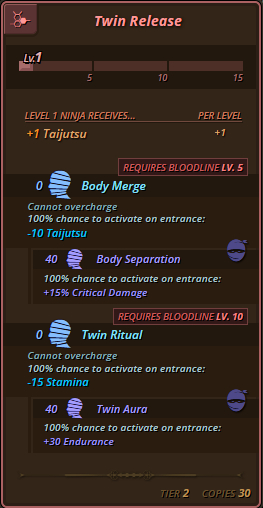 Twin Release
Lv.1
5 10 15
LEVEL 1 NINJA RECEIVES... PER LEVEL
+1 Taijutsu +1
REQUIRES BLOODLINE LV. 5
0 Body Merge
Cannot overcharge
100% chance to activate on entrance:
-10 Taijutsu
40 Body Separation
100% chance to activate on entrance:
+15% Critical Damage
REQUIRES BLOODLINE LV. 10
0 Twin Ritual
Cannot overcharge
100% chance to activate on entrance:
-15 Stamina
40 Twin Aura
100% chance to activate on entrance:
+30 Endurance
TIER 2 COPIES 30